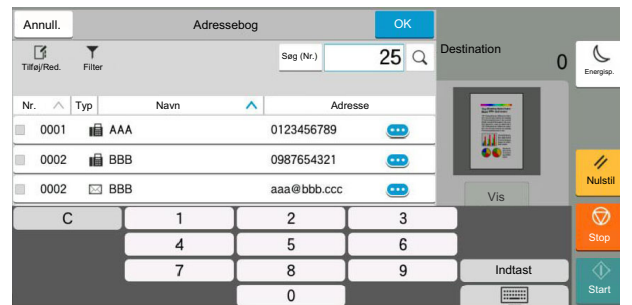 Annull. Adressebog OK
Tilføj/Red. Filter Søg (Nr.) 25 Destination 0 Energisp.
Nr. Typ Navn Adresse
0001 AAA 0123456789
0002 BBB 0987654321
0002 BBB aaa@bbb.ccc
Nulstil
Vis
C 1 2 3
Stop
4 5 6
7 8 9 Indtast
Start
0